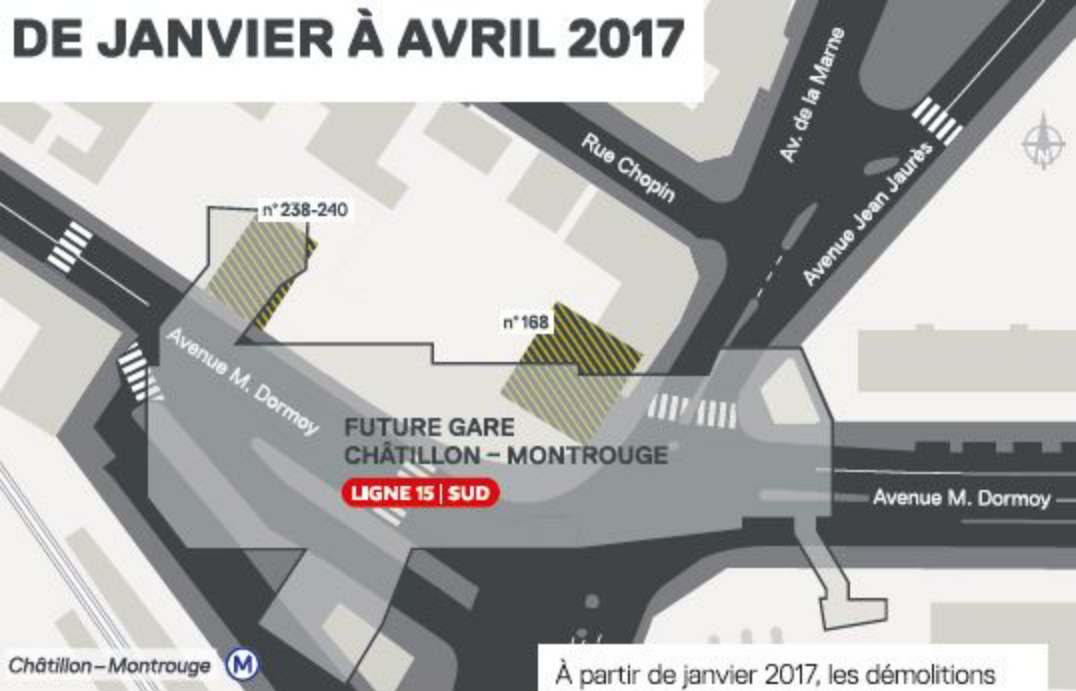 DE JANVIER À AVRIL 2017
Av. de la Marne
Rue Chopin
Avenue Jean Jaurès
N
n°238-240
n°168
Avenue M. Dormoy
FUTURE GARE
CHÂTILLON – MONTROUGE
LIGNE 15 | SUD
Avenue M. Dormoy
Châtillon – Montrouge M
À partir de janvier 2017, les démolitions